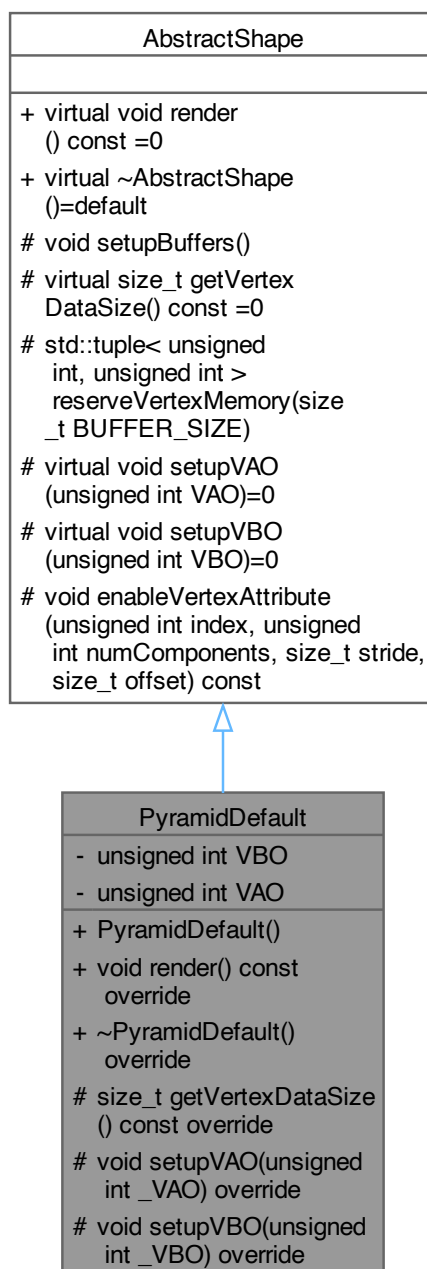 AbstractShape
+ virtual void render
() const =0
+ virtual ~AbstractShape
()=default
# void setupBuffers()
# virtual size_t getVertex
DataSize() const =0
# std::tuple< unsigned
int, unsigned int >
reserveVertexMemory(size
_t BUFFER_SIZE)
# virtual void setupVAO
(unsigned int VAO)=0
# virtual void setupVBO
(unsigned int VBO)=0
# void enableVertexAttribute
(unsigned int index, unsigned
int numComponents, size_t stride,
size_t offset) const
PyramidDefault
- unsigned int VBO
- unsigned int VAO
+ PyramidDefault()
+ void render() const
override
+ ~PyramidDefault()
override
# size_t getVertexDataSize
() const override
# void setupVAO(unsigned
int _VAO) override
# void setupVBO(unsigned
int _VBO) override